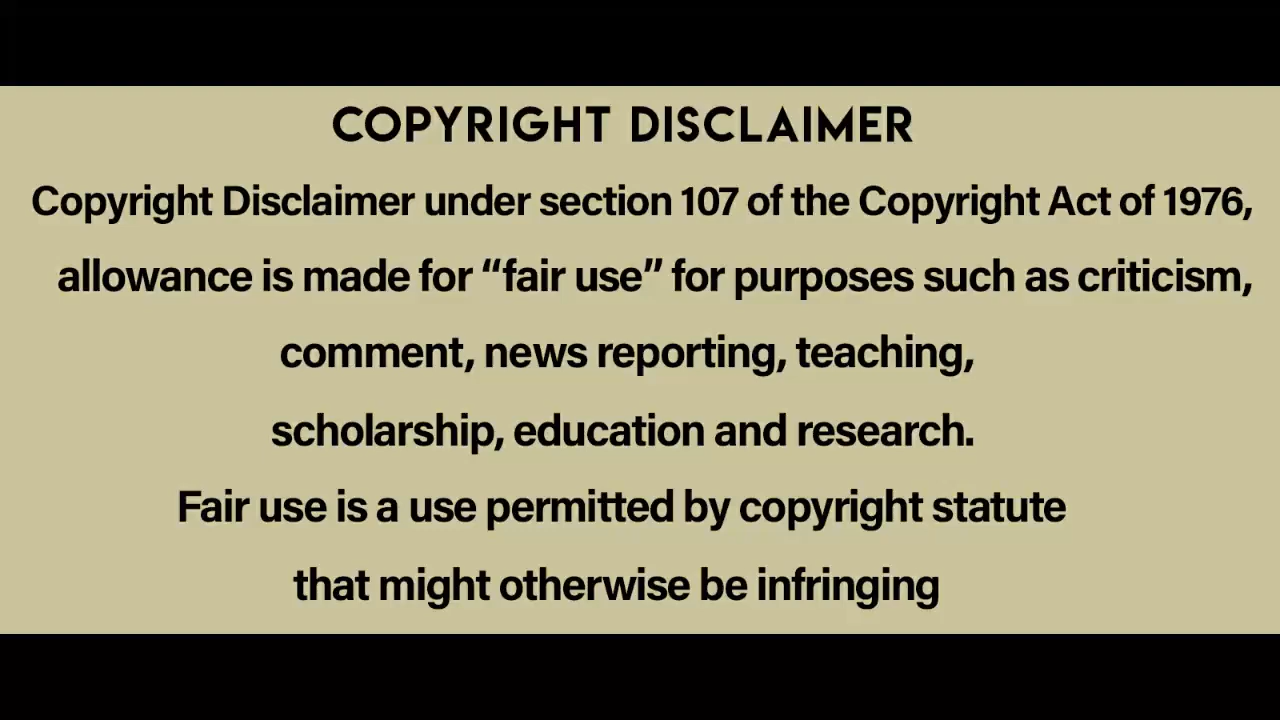 COPYRIGHT DISCLAIMER
Copyright Disclaimer under section 107 of the Copyright Act of 1976,
allowance is made for “fair use” for purposes such as criticism,
comment, news reporting, teaching,
scholarship, education and research.
Fair use is a use permitted by copyright statute
that might otherwise be infringing